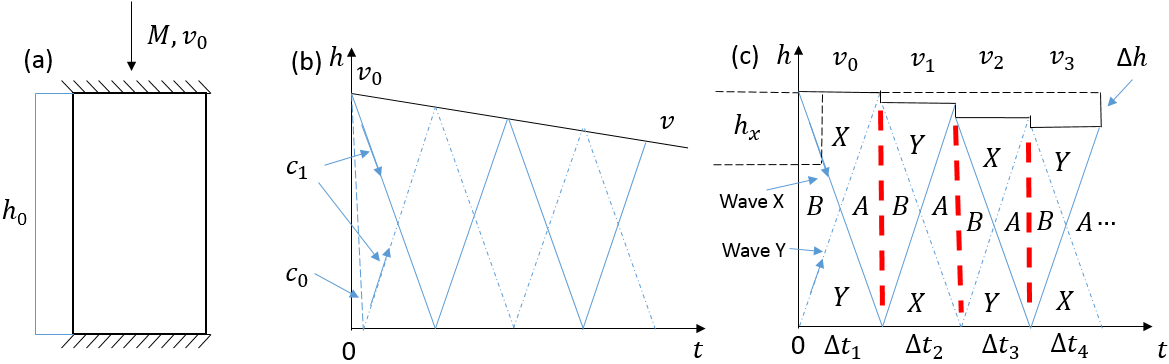 (a)
M, v₀
h₀
(b)
h
v₀
v
c₁
c₀
0
t
(c)
h
v₀ v₁ v₂ v₃
Δh
hₓ
X Y X Y
Wave X
B A B A B A B A ···
Wave Y
Y X Y X
0 Δt₁ Δt₂ Δt₃ Δt₄ t